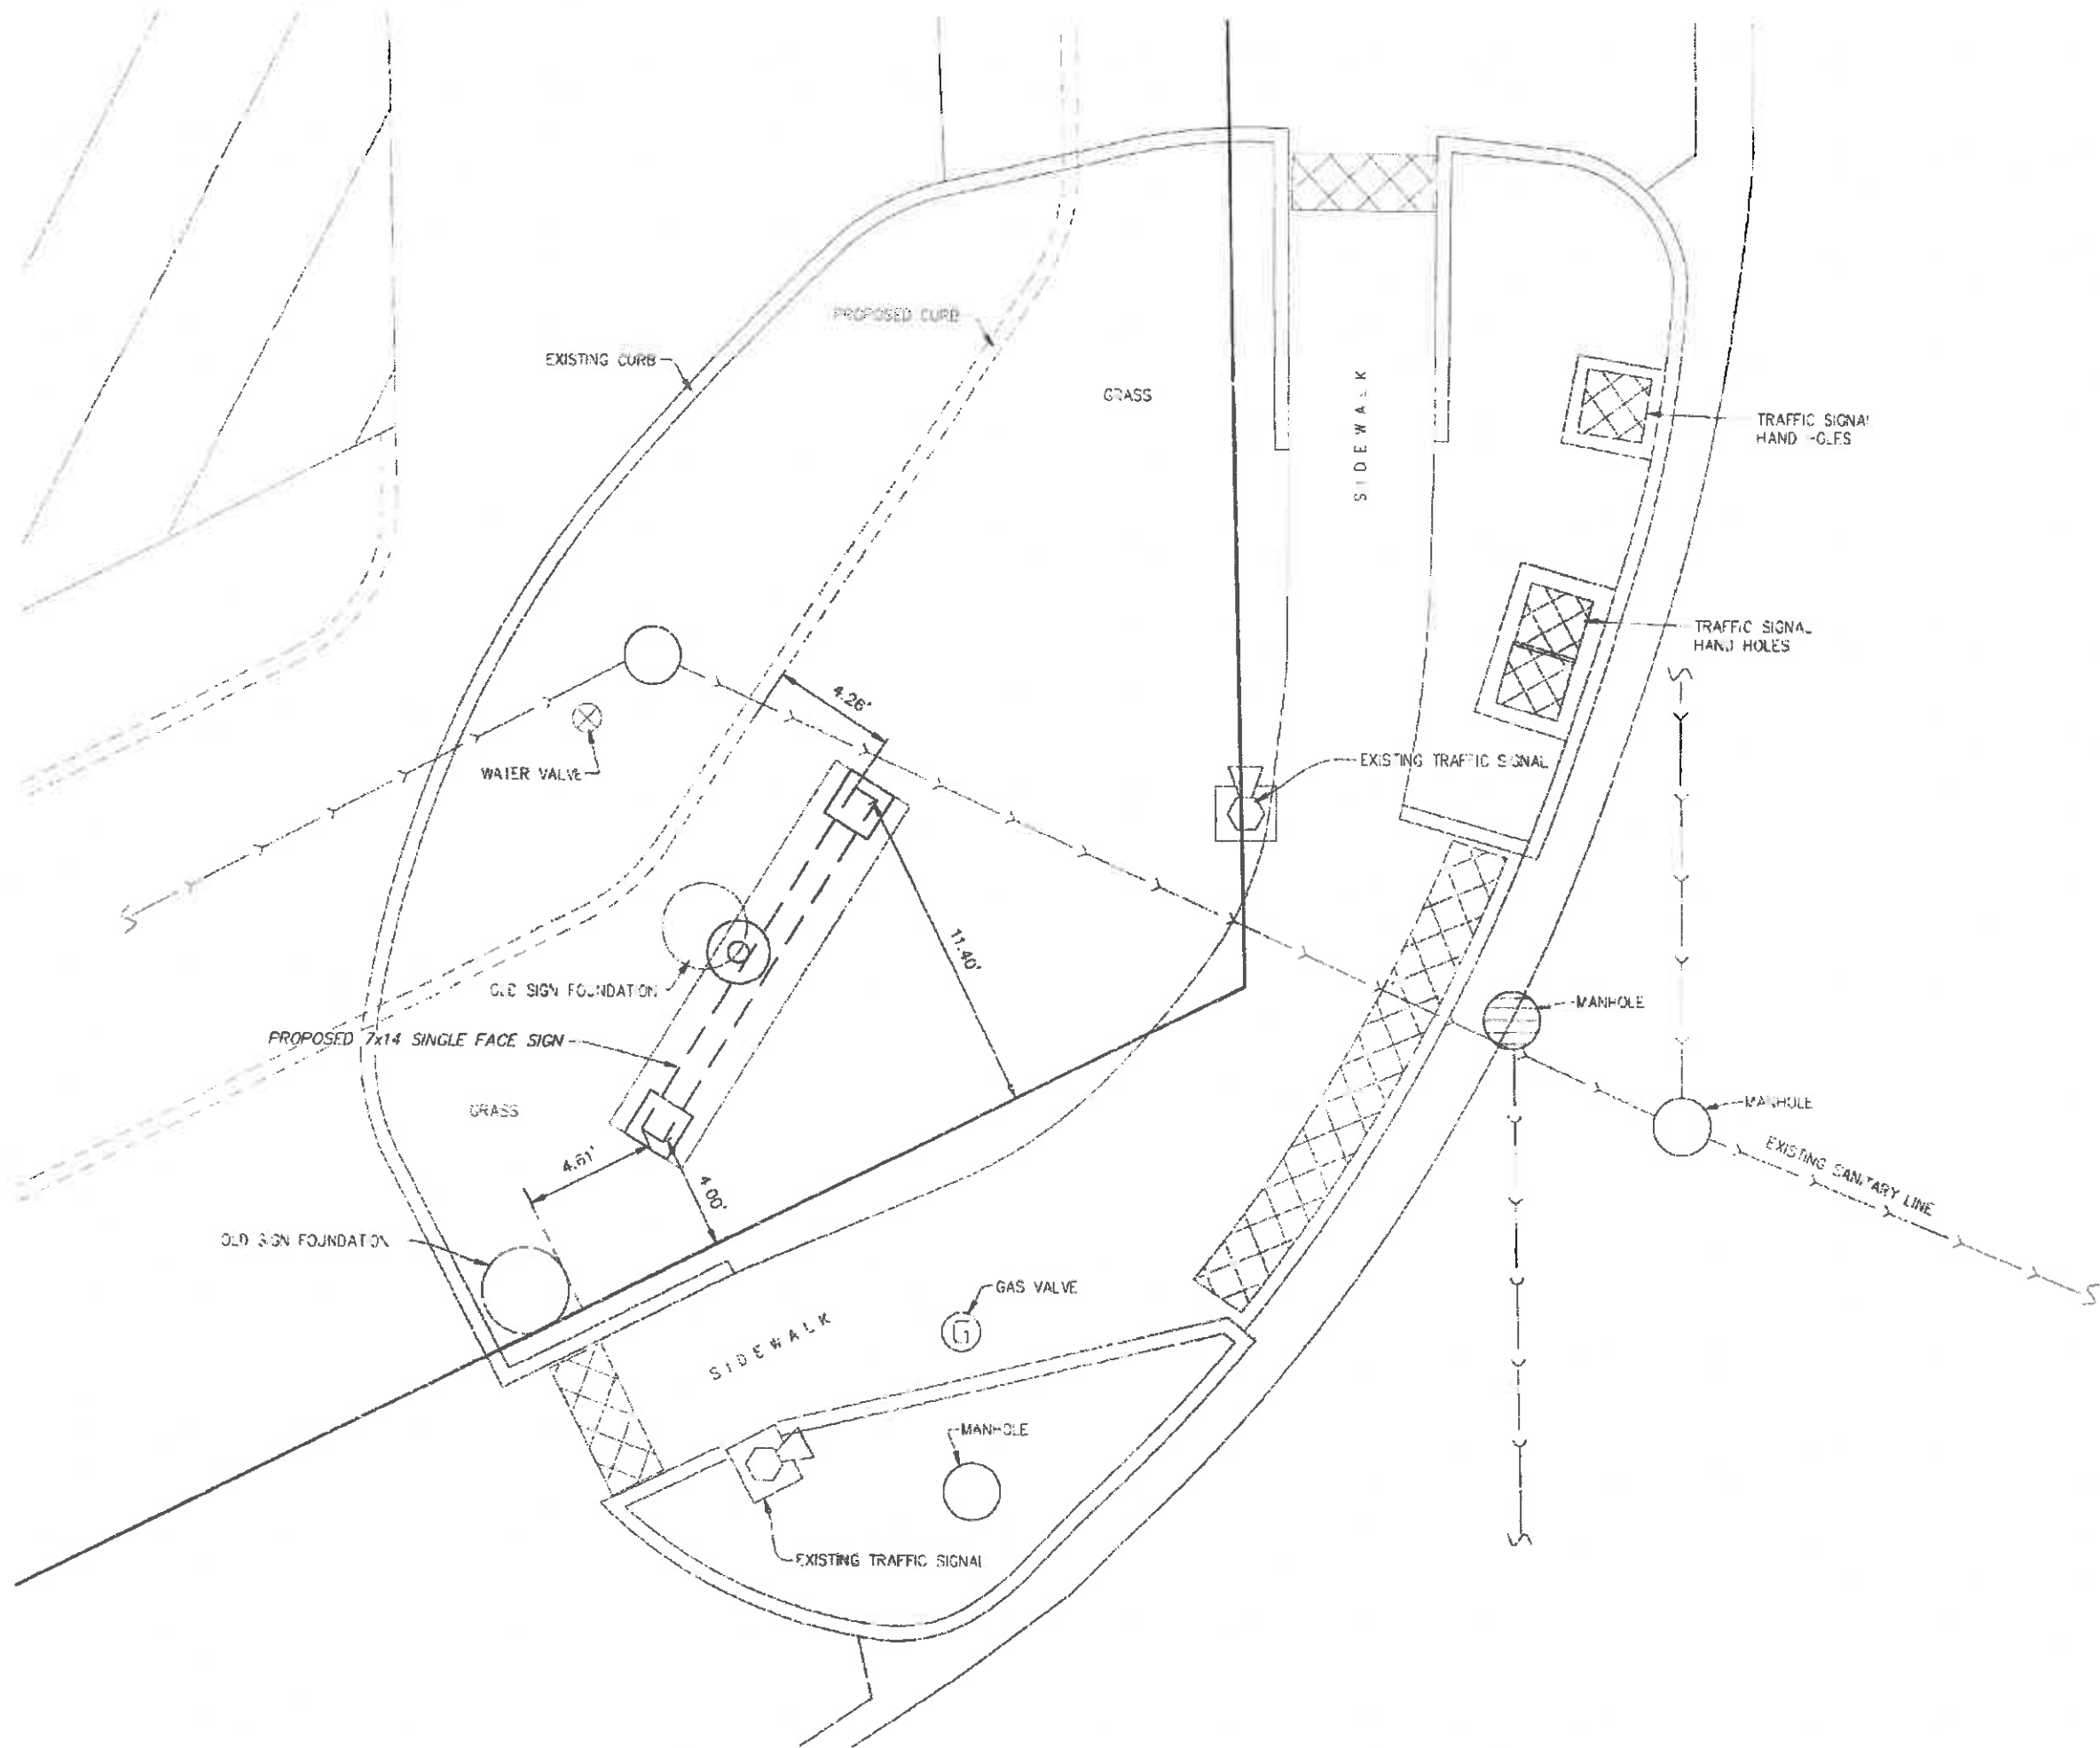 PROPOSED CURB
EXISTING CURB
GRASS
SIDEWALK
TRAFFIC SIGNAL
HAND HOLES
TRAFFIC SIGNAL
HAND HOLES
4.26'
EXISTING TRAFFIC SIGNAL
WATER VALVE
S
S
11.40'
OLD SIGN FOUNDATION
MANHOLE
PROPOSED 7x14 SINGLE FACE SIGN
GRASS
MANHOLE
EXISTING SANITARY LINE
4.61'
4.00'
OLD SIGN FOUNDATION
GAS VALVE
S
G
SIDEWALK
MANHOLE
S
EXISTING TRAFFIC SIGNAL